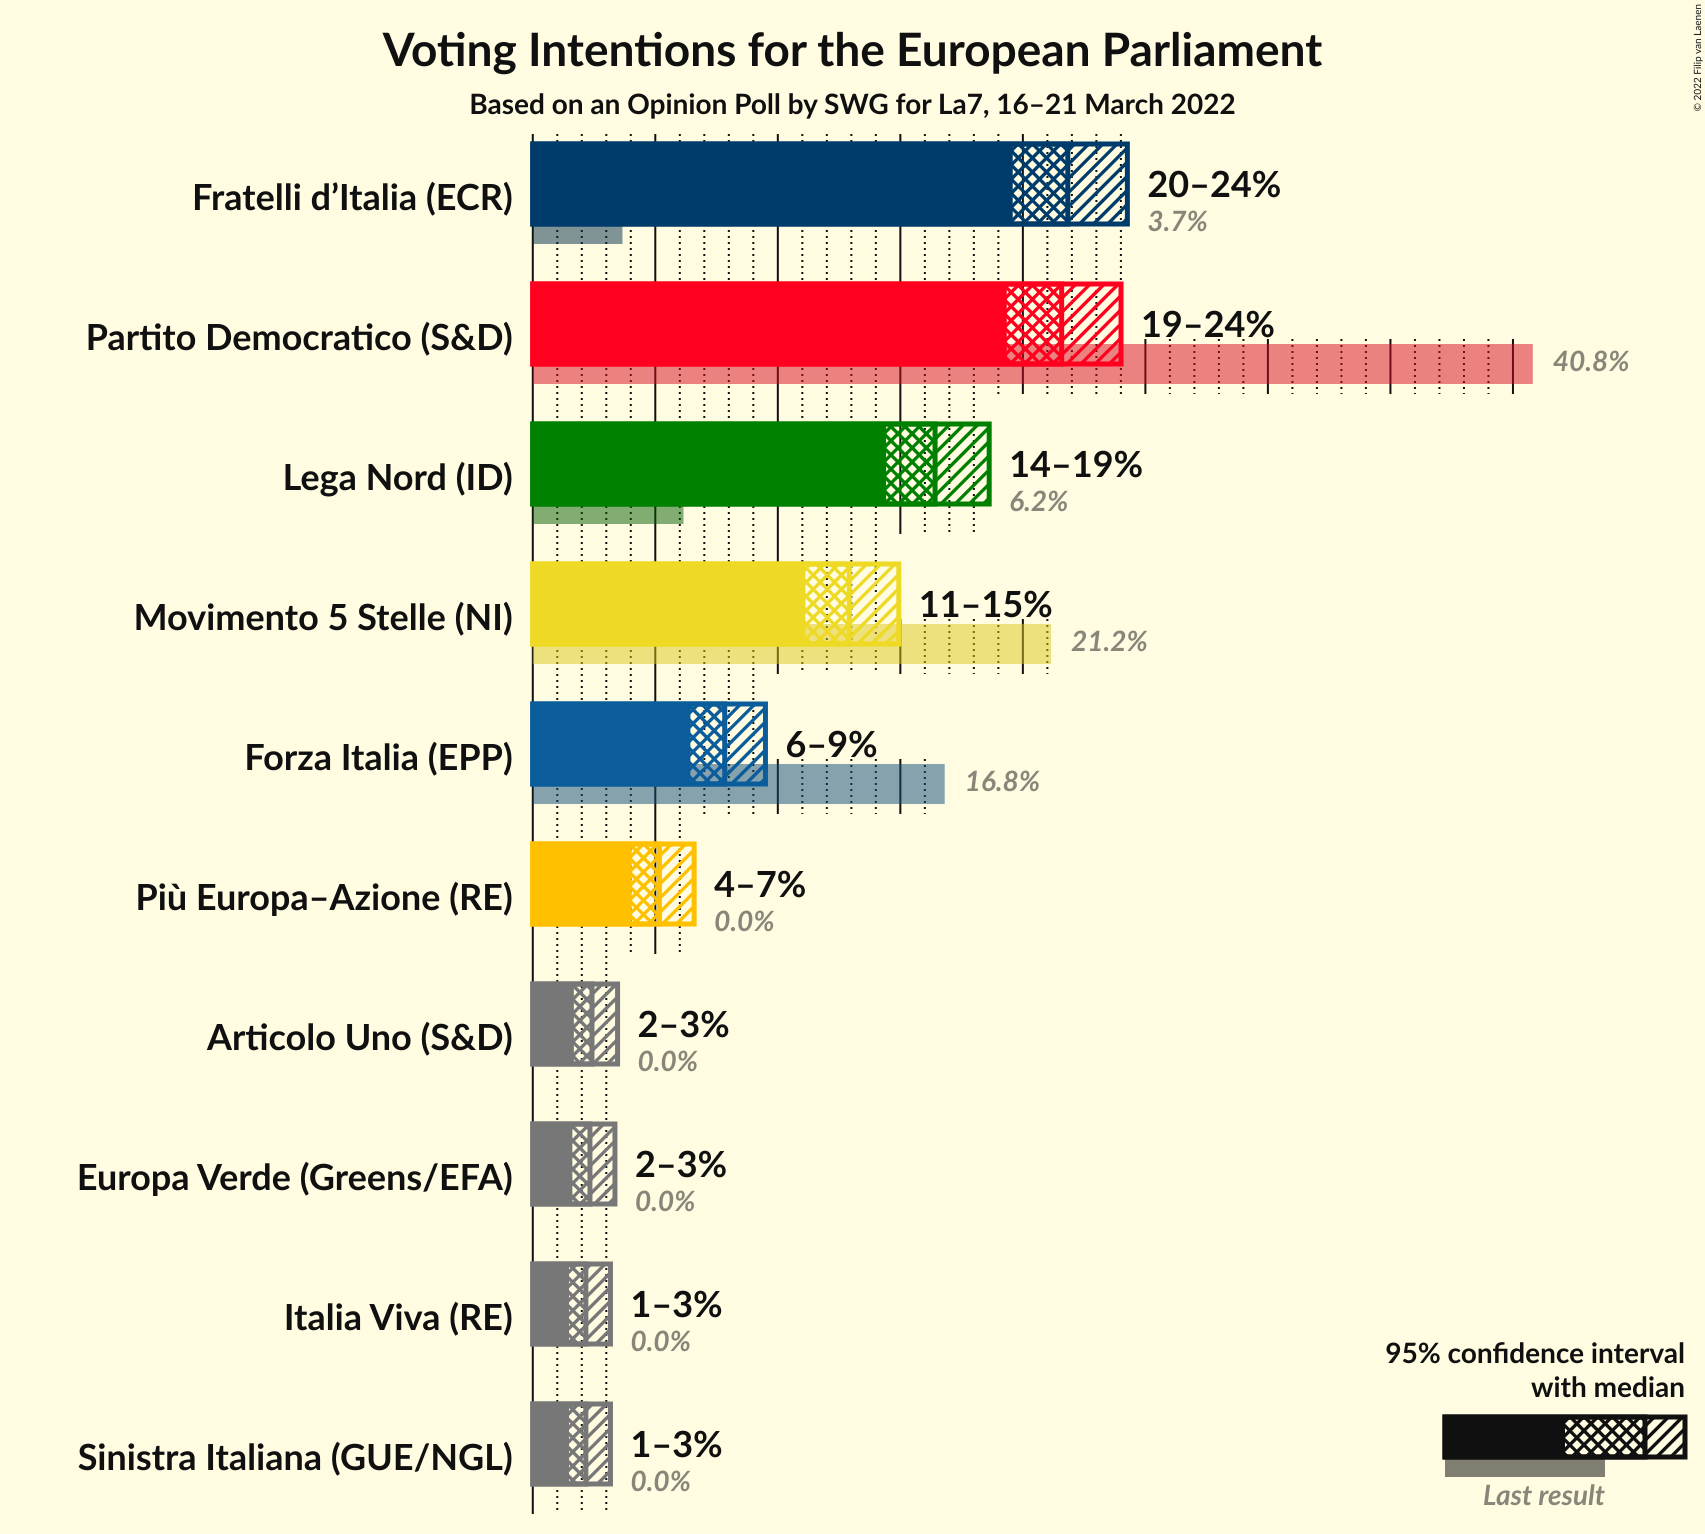 Voting Intentions for the European Parliament
Based on an Opinion Poll by SWG for La7, 16–21 March 2022
© 2022 Filip van Laenen
Fratelli d’Italia (ECR)
20–24%
3.7%
Partito Democratico (S&D)
19–24%
40.8%
Lega Nord (ID)
14–19%
6.2%
Movimento 5 Stelle (NI)
11–15%
21.2%
Forza Italia (EPP)
6–9%
16.8%
Più Europa–Azione (RE)
4–7%
0.0%
Articolo Uno (S&D)
2–3%
0.0%
Europa Verde (Greens/EFA)
2–3%
0.0%
Italia Viva (RE)
1–3%
0.0%
Sinistra Italiana (GUE/NGL)
1–3%
0.0%
95% confidence interval
with median
Last result